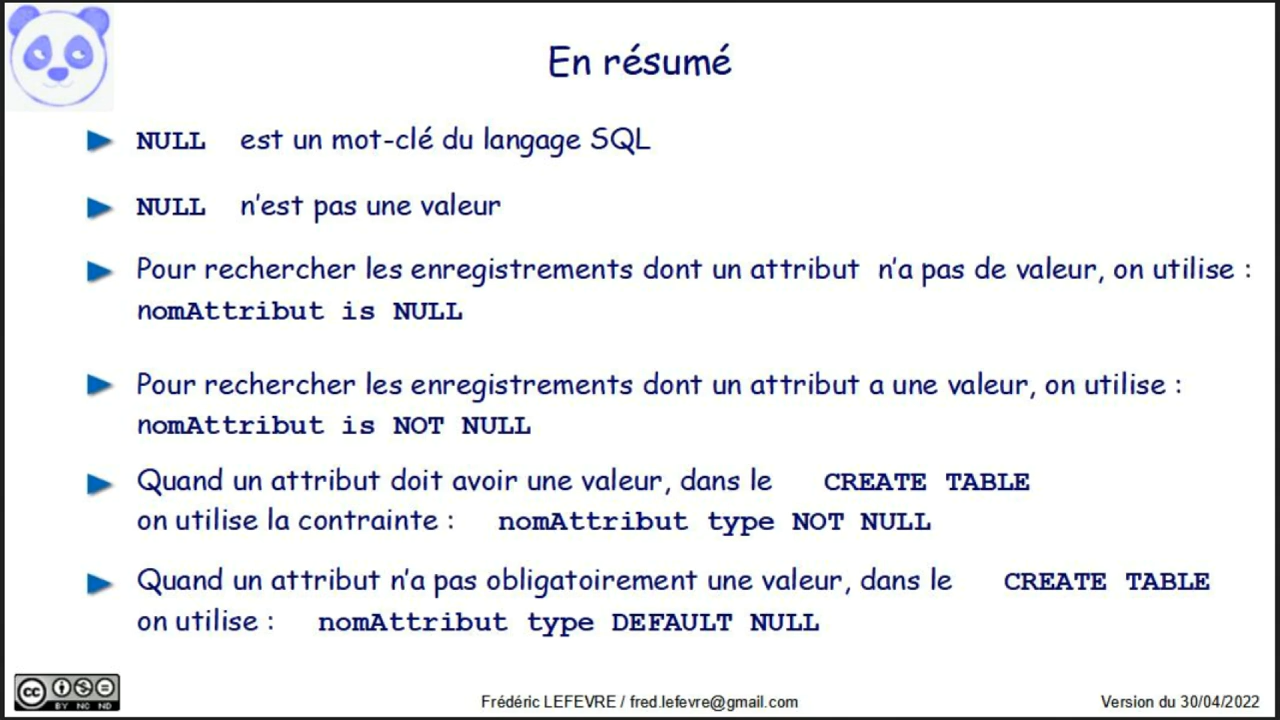 En résumé
NULL est un mot-clé du langage SQL
NULL n'est pas une valeur
Pour rechercher les enregistrements dont un attribut n'a pas de valeur, on utilise :
nomAttribut is NULL
Pour rechercher les enregistrements dont un attribut a une valeur, on utilise :
nomAttribut is NOT NULL
Quand un attribut doit avoir une valeur, dans le CREATE TABLE
on utilise la contrainte : nomAttribut type NOT NULL
Quand un attribut n'a pas obligatoirement une valeur, dans le CREATE TABLE
on utilise : nomAttribut type DEFAULT NULL
cc BY NC ND
Frédéric LEFEVRE / fred.lefevre@gmail.com
Version du 30/04/2022